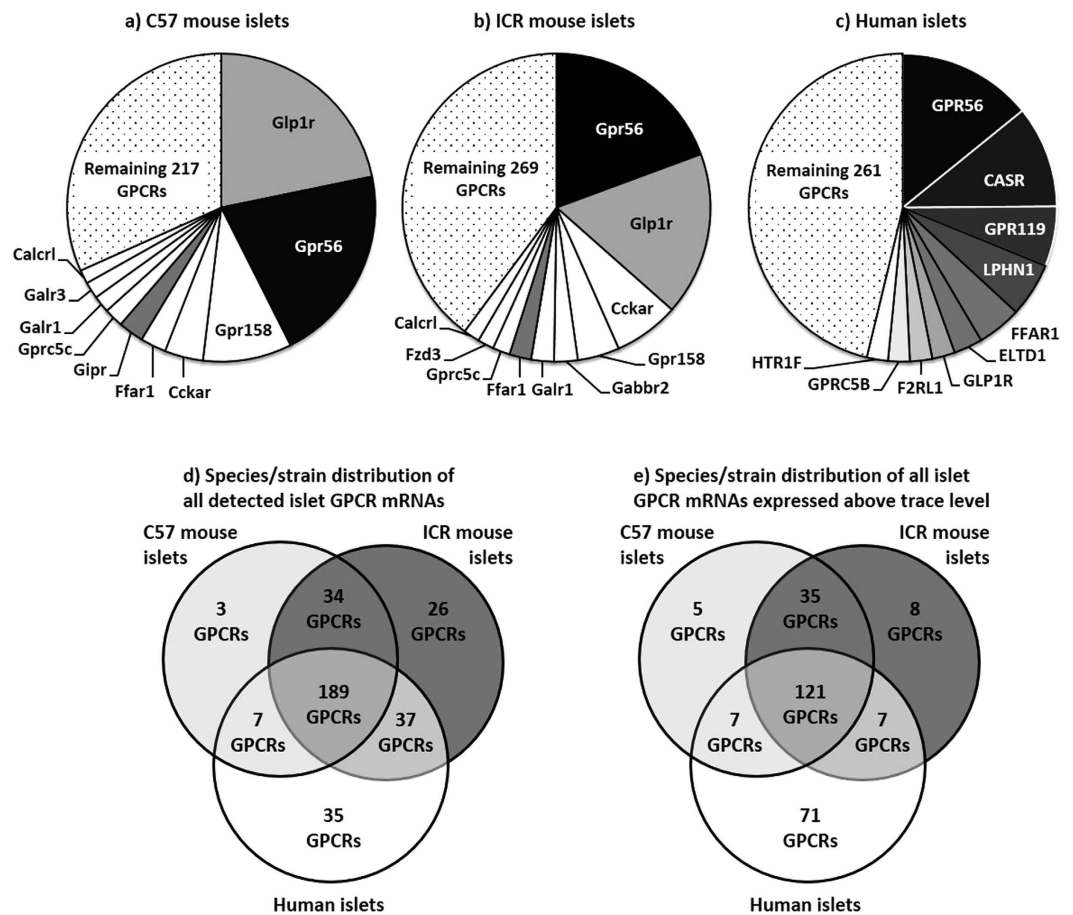 a) C57 mouse islets
Glp1r
Gpr56
Gpr158
Cckar
Ffar1
Gipr
Gprc5c
Galr1
Galr3
Calcrl
Remaining 217
GPCRs
b) ICR mouse islets
Gpr56
Glp1r
Cckar
Gpr158
Gabbr2
Galr1
Ffar1
Gprc5c
Fzd3
Calcrl
Remaining 269
GPCRs
c) Human islets
GPR56
CASR
GPR119
LPHN1
FFAR1
ELTD1
GLP1R
F2RL1
GPRC5B
HTR1F
Remaining 261
GPCRs
d) Species/strain distribution of
all detected islet GPCR mRNAs
C57 mouse
islets
ICR mouse
islets
3
GPCRs
34
GPCRs
26
GPCRs
189
GPCRs
7
GPCRs
37
GPCRs
35
GPCRs
Human islets
e) Species/strain distribution of all islet
GPCR mRNAs expressed above trace level
C57 mouse
islets
ICR mouse
islets
5
GPCRs
35
GPCRs
8
GPCRs
121
GPCRs
7
GPCRs
7
GPCRs
71
GPCRs
Human islets